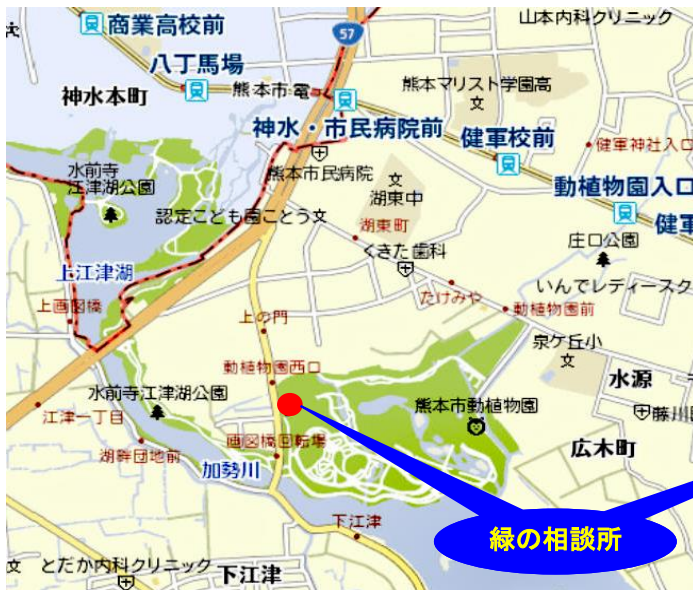 商業高校前
57
山本内科クリニック
八丁馬場
神水本町
熊本市電
熊本マリスト学園高
文
神水・市民病院前
健軍校前
健軍神社入口
水前寺
江津湖公園
熊本市民病院
文
湖東中
動植物園入口
認定こども園ことう文
湖東町
健軍
庄口公園
くきた歯科
上江津湖
いんでレディースク
たけみや
上画図橋
上の門
動植物園前
泉ケ丘小
文
動植物園西口
水源
水前寺江津湖公園
熊本市動植物園
江津一丁目
藤川
画図橋回転場
広木町
湖畔団地前
加勢川
下江津
緑の相談所
文
とだか内科クリニック
下江津